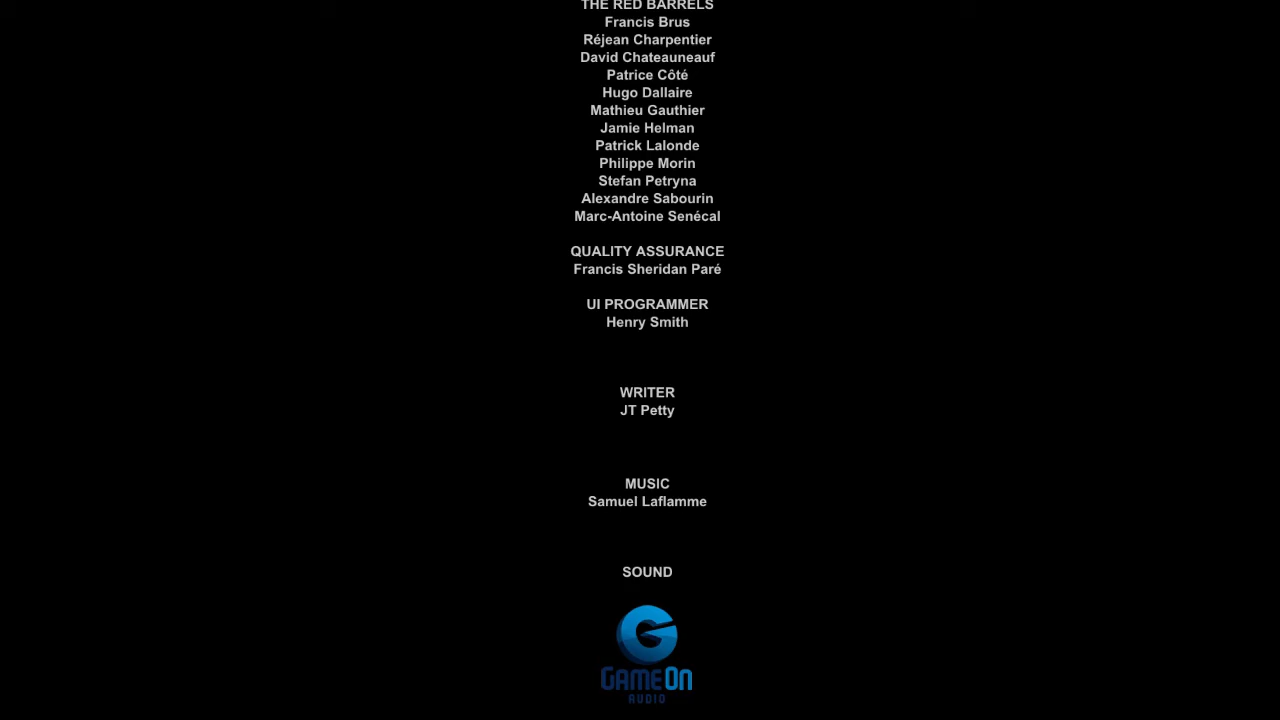 THE RED BARRELS
Francis Brus
Réjean Charpentier
David Chateauneuf
Patrice Côté
Hugo Dallaire
Mathieu Gauthier
Jamie Helman
Patrick Lalonde
Philippe Morin
Stefan Petryna
Alexandre Sabourin
Marc-Antoine Senécal
QUALITY ASSURANCE
Francis Sheridan Paré
UI PROGRAMMER
Henry Smith
WRITER
JT Petty
MUSIC
Samuel Laflamme
SOUND
GAMEON
AUDIO